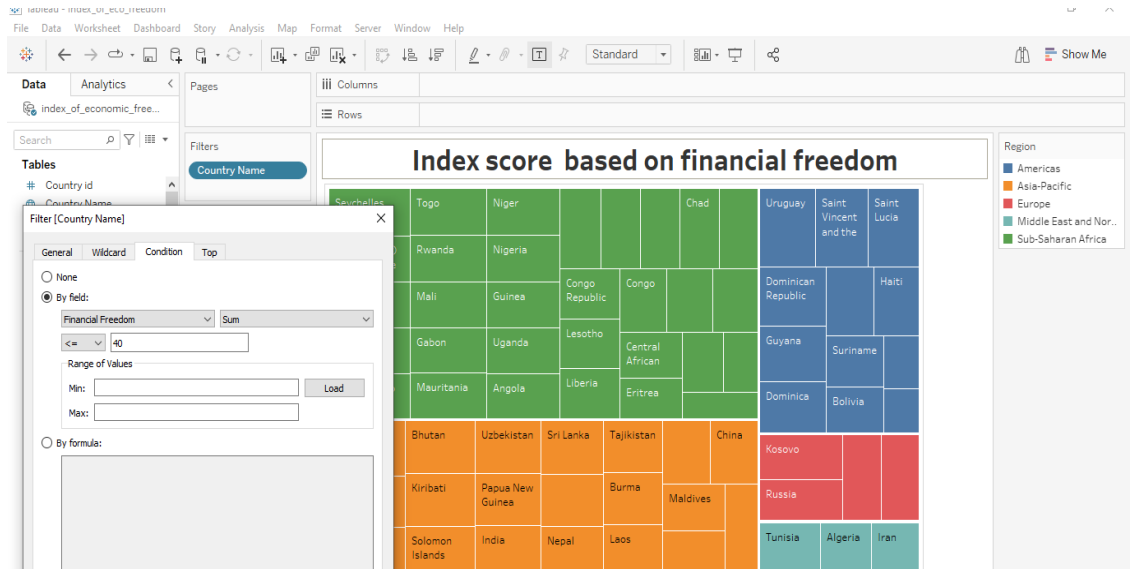 Tableau - Index_of_eco_freedom
File Data Worksheet Dashboard Story Analysis Map Format Server Window Help
Standard
Show Me
Data Analytics
Pages
Columns
index_of_economic_free...
Rows
Search
Filters
Tables
Country Name
Index score based on financial freedom
Region
Americas
Asia-Pacific
Europe
Middle East and Nor..
Sub-Saharan Africa
# Country id
Country Name
Filter [Country Name]
General Wildcard Condition Top
None
By field:
Financial Freedom Sum
<= 40
Range of Values
Min: Load
Max:
By formula:
Seychelles Togo Niger Chad
Rwanda Nigeria
Mali Guinea Congo Republic Congo
Gabon Uganda Lesotho Central African
Mauritania Angola Liberia Eritrea
Uruguay Saint Vincent and the Saint Lucia
Dominican Republic Haiti
Guyana Suriname
Dominica Bolivia
Bhutan Uzbekistan Sri Lanka Tajikistan China
Kiribati Papua New Guinea Burma Maldives
Solomon Islands India Nepal Laos
Kosovo
Russia
Tunisia Algeria Iran